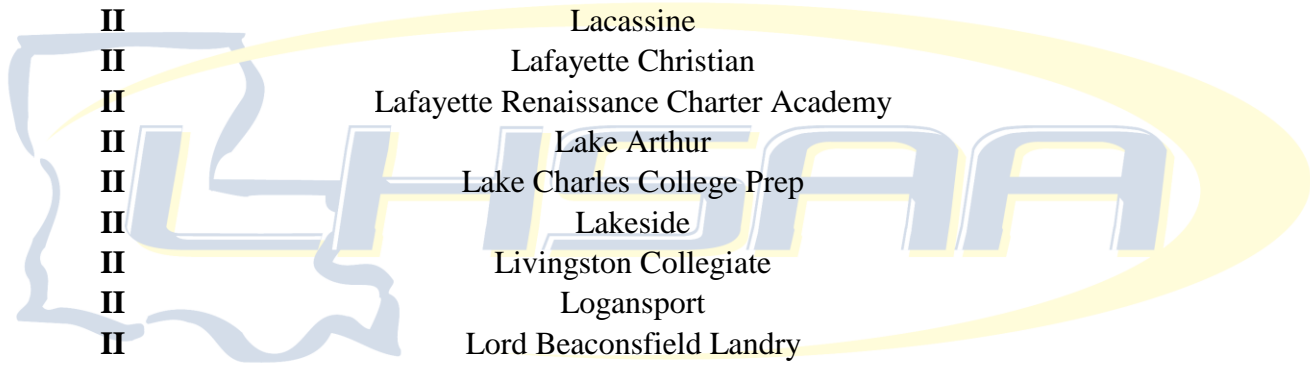 II Lacassine
II Lafayette Christian
II Lafayette Renaissance Charter Academy
II Lake Arthur
II Lake Charles College Prep
II Lakeside
II Livingston Collegiate
II Logansport
II Lord Beaconsfield Landry
LHSAA